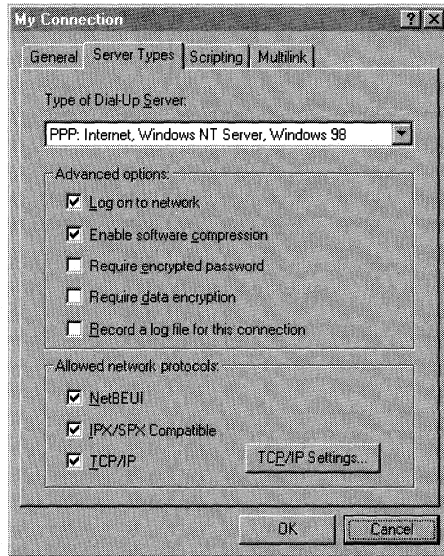 My Connection
General Server Types Scripting Multilink
Type of Dial-Up Server:
PPP: Internet, Windows NT Server, Windows 98
Advanced options:
Log on to network
Enable software compression
Require encrypted password
Require data encryption
Record a log file for this connection
Allowed network protocols:
NetBEUI
IPX/SPX Compatible
TCP/IP
TCP/IP Settings...
OK Cancel